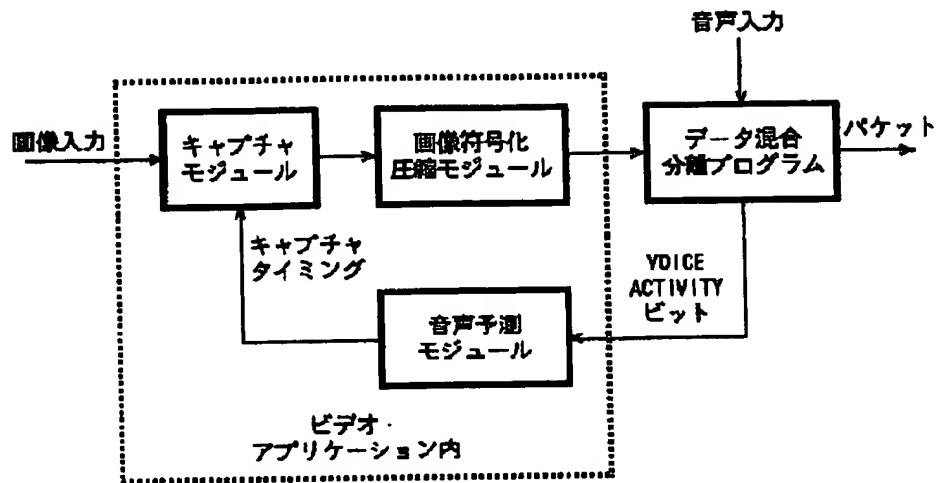 音声入力
画像入力
キャプチャ
モジュール
画像符号化
圧縮モジュール
データ混合
分離プログラム
パケット
キャプチャ
タイミング
VOICE
ACTIVITY
ビット
音声予測
モジュール
ビデオ・
アプリケーション内